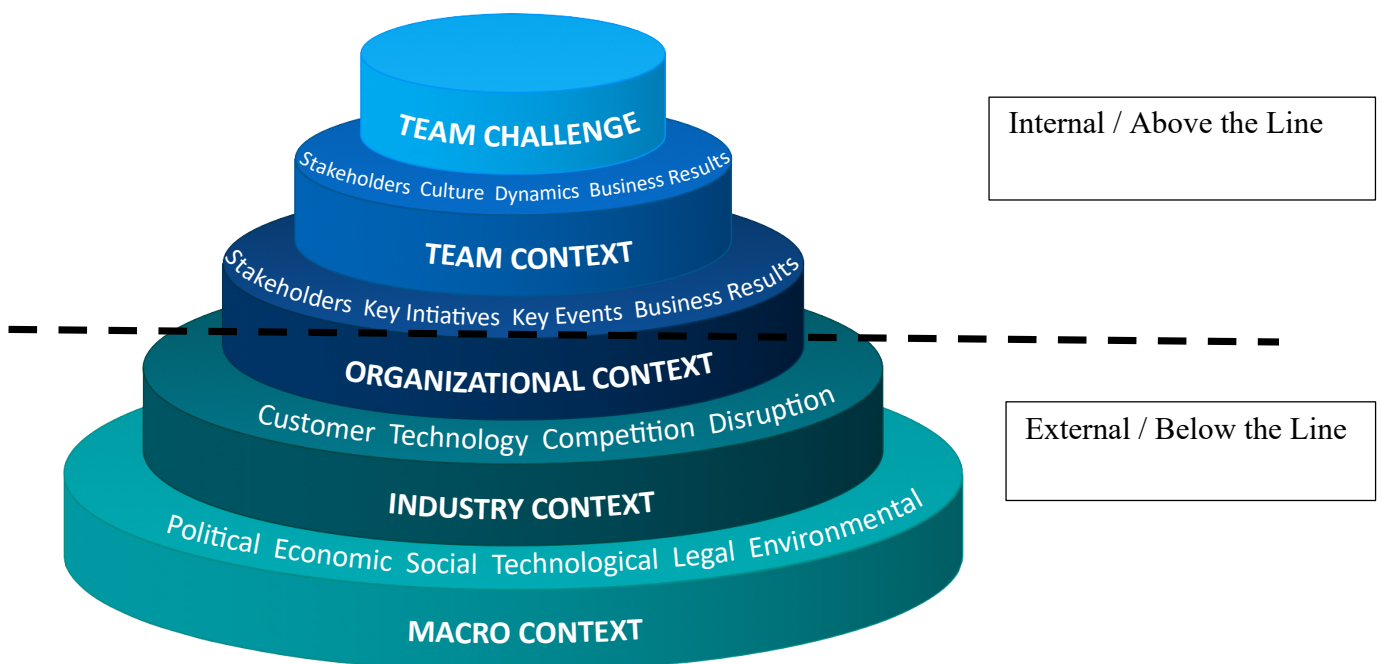 TEAM CHALLENGE
Internal / Above the Line
Stakeholders Culture Dynamics Business Results
TEAM CONTEXT
Stakeholders Key Intiatives Key Events Business Results
ORGANIZATIONAL CONTEXT
Customer Technology Competition Disruption
External / Below the Line
INDUSTRY CONTEXT
Political Economic Social Technological Legal Environmental
MACRO CONTEXT